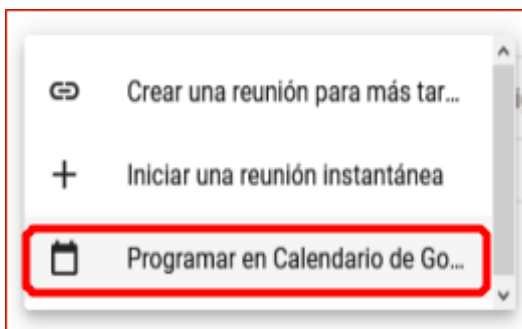 Crear una reunión para más tar...
Iniciar una reunión instantánea
Programar en Calendario de Go...